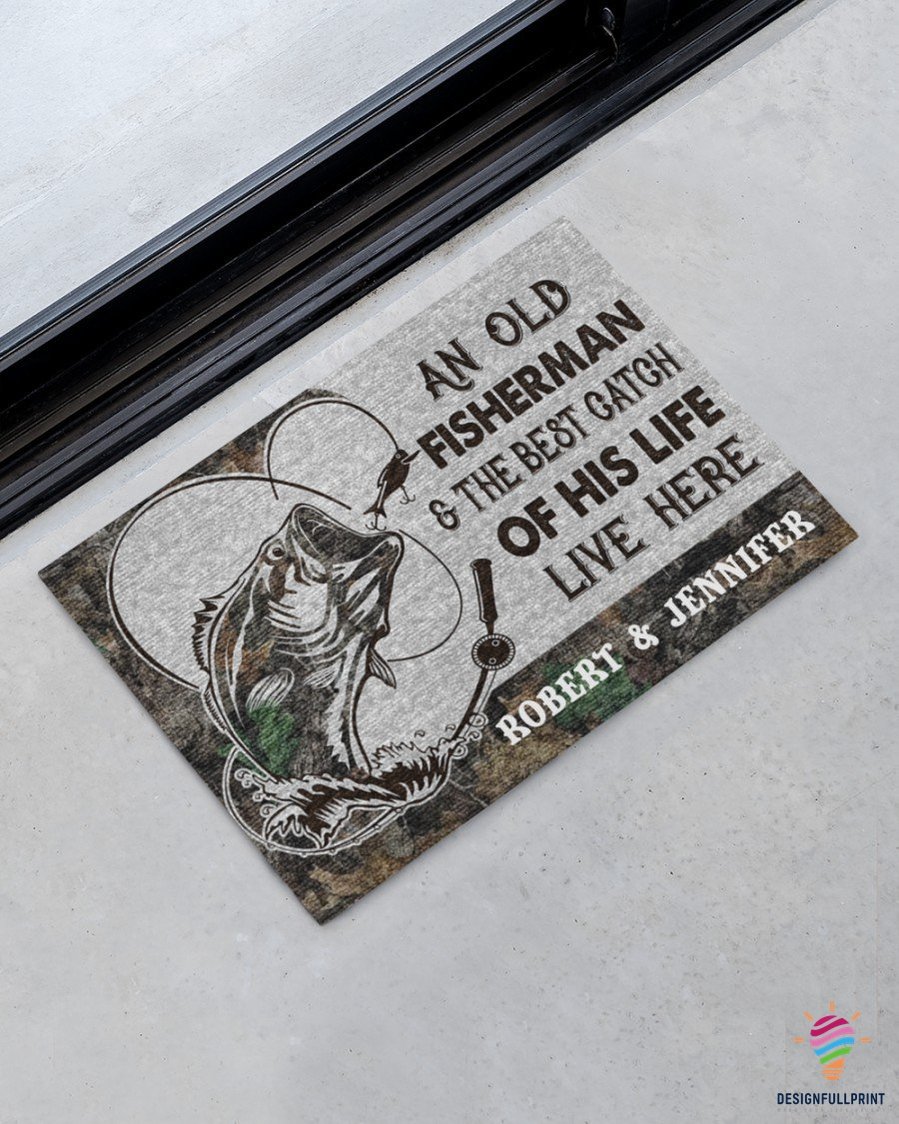 AN OLD
FISHERMAN
& THE BEST CATCH
OF HIS LIFE
LIVE HERE
ROBERT & JENNIFER
DESIGNFULLPRINT